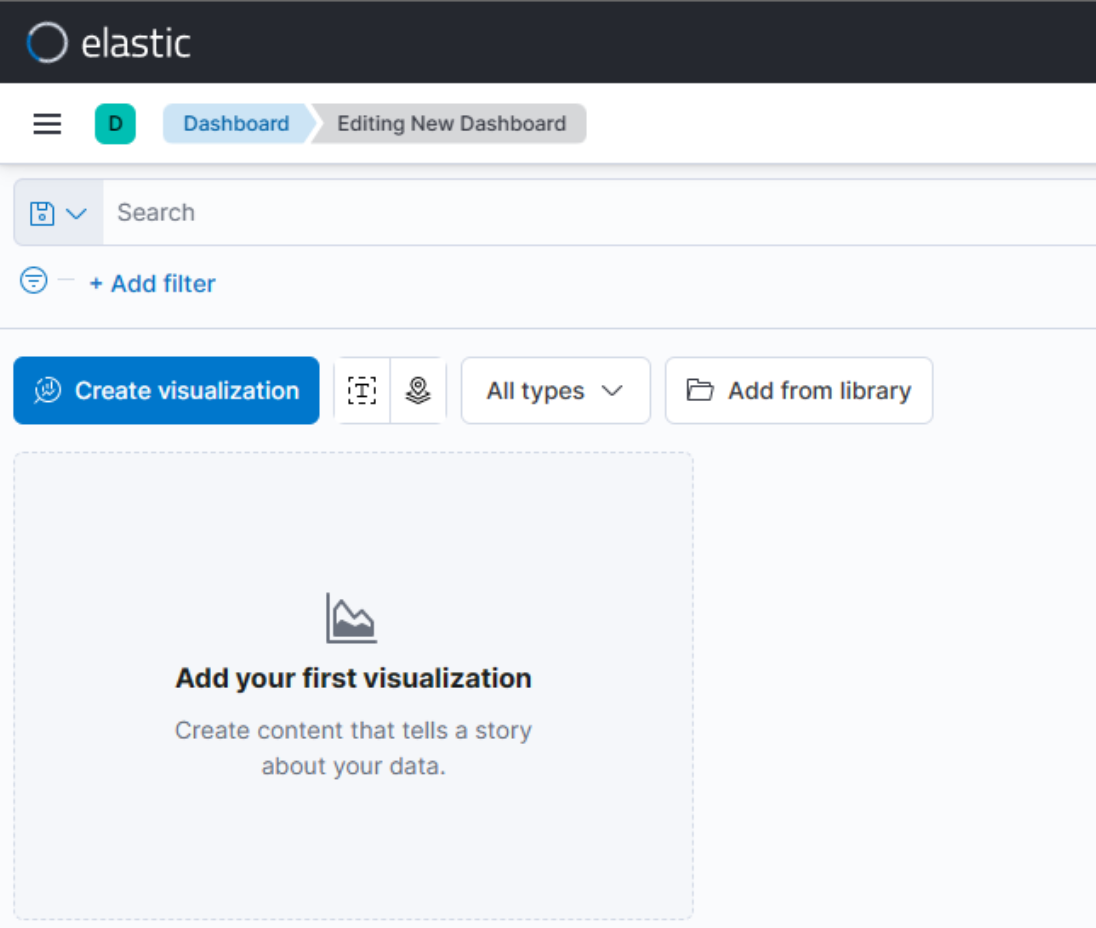 elastic
D
Dashboard
Editing New Dashboard
Search
+ Add filter
Create visualization
T
All types
Add from library
Add your first visualization
Create content that tells a story
about your data.